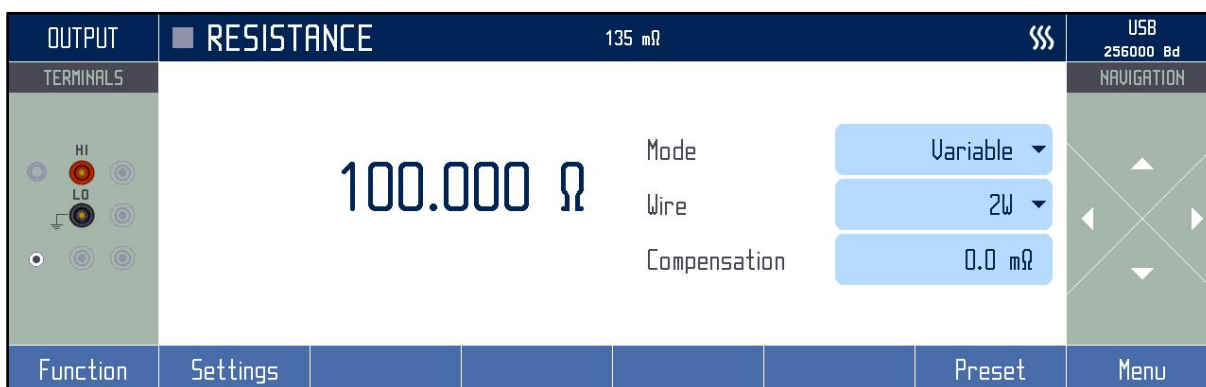 OUTPUT RESISTANCE 135 mΩ USB
256000 Bd
TERMINALS NAVIGATION
HI
LO
100.000 Ω
Mode Variable
Wire 2W
Compensation 0.0 mΩ
Function Settings Preset Menu